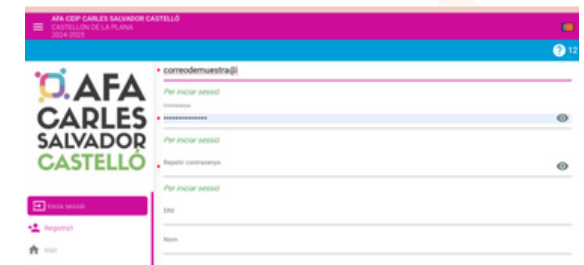 AFA CEIP CARLES SALVADOR CASTELLÓ
CASTELLÓN DE LA PLANA
2024-2025
? 12
AFA
CARLES
SALVADOR
CASTELLÓ
Inicia sessió
Registra't
Inici
correodemuestra@
Per iniciar sessió
Contrasenya
••••••••••••••
Per iniciar sessió
Repetir contrasenya
Per iniciar sessió
DNI
Nom